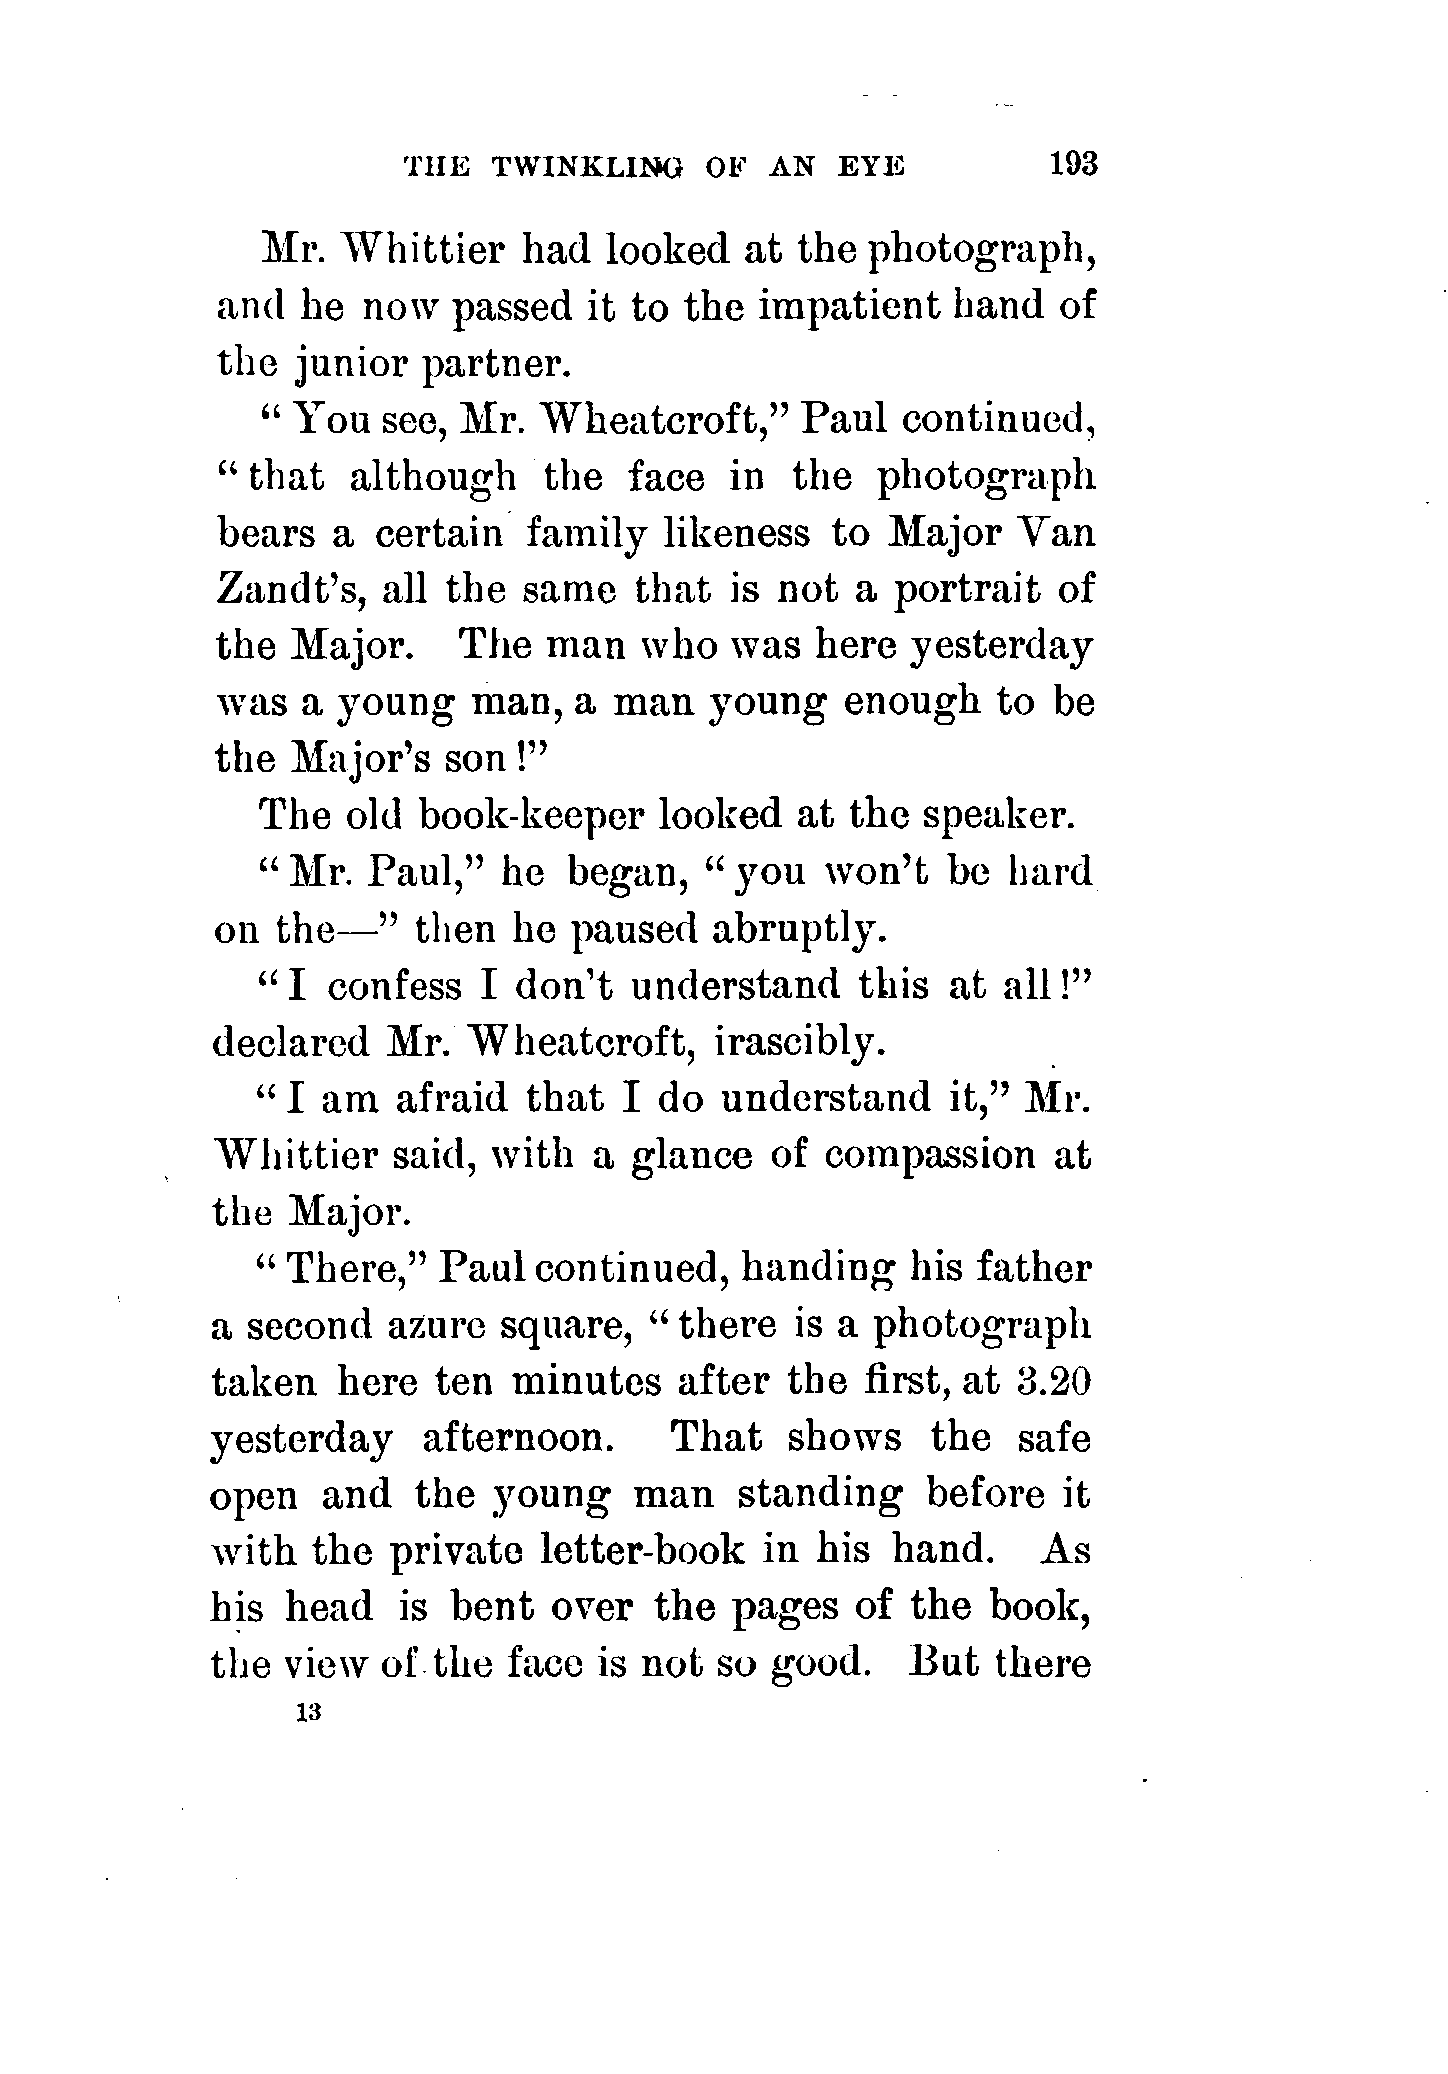 THE TWINKLING OF AN EYE 193
Mr. Whittier had looked at the photograph,
and he now passed it to the impatient hand of
the junior partner.
“ You see, Mr. Wheatcroft,” Paul continued,
“ that although the face in the photograph
bears a certain family likeness to Major Van
Zandt’s, all the same that is not a portrait of
the Major. The man who was here yesterday
was a young man, a man young enough to be
the Major’s son !”
The old book-keeper looked at the speaker.
“ Mr. Paul,” he began, “ you won’t be hard
on the—” then he paused abruptly.
“ I confess I don’t understand this at all !”
declared Mr. Wheatcroft, irascibly.
“ I am afraid that I do understand it,” Mr.
Whittier said, with a glance of compassion at
the Major.
“ There,” Paul continued, handing his father
a second azure square, “ there is a photograph
taken here ten minutes after the first, at 3.20
yesterday afternoon. That shows the safe
open and the young man standing before it
with the private letter-book in his hand. As
his head is bent over the pages of the book,
the view of the face is not so good. But there
13